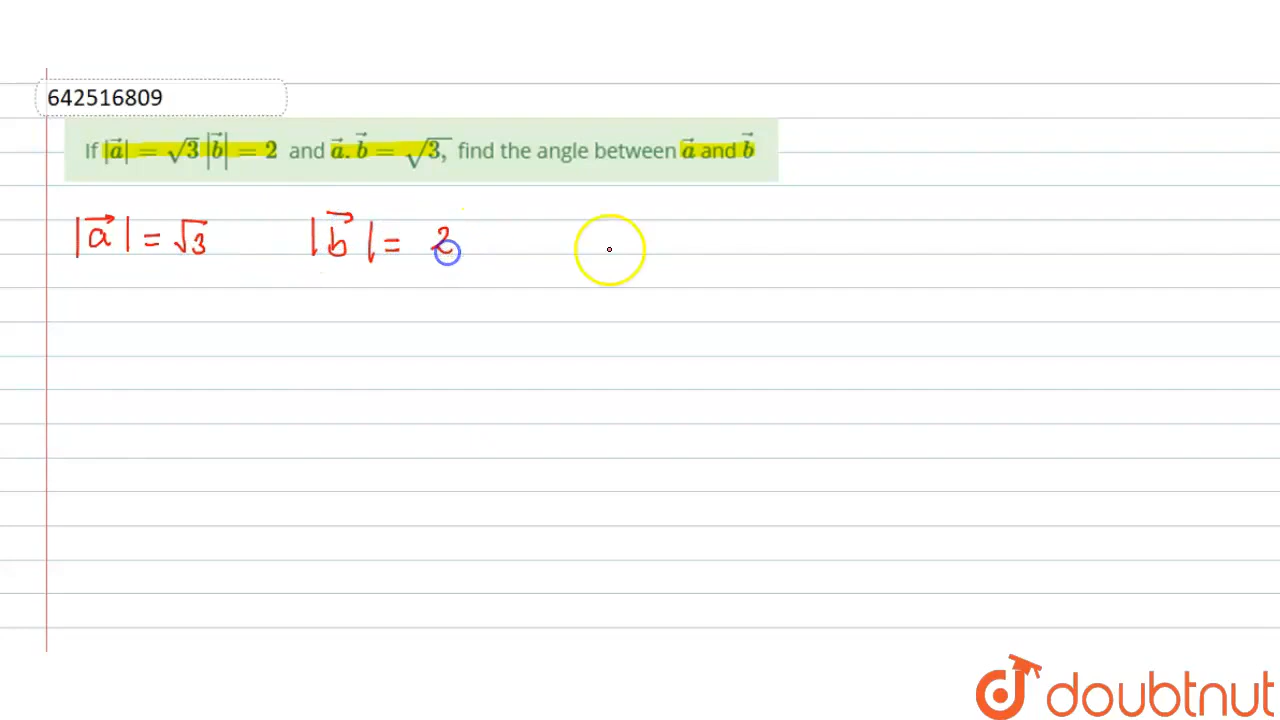 642516809
If |a⃗| = √3 |b⃗| = 2 and a⃗. b⃗ = √3, find the angle between a⃗ and b⃗
|a⃗| = √3 |b⃗| = 2
doubtnut